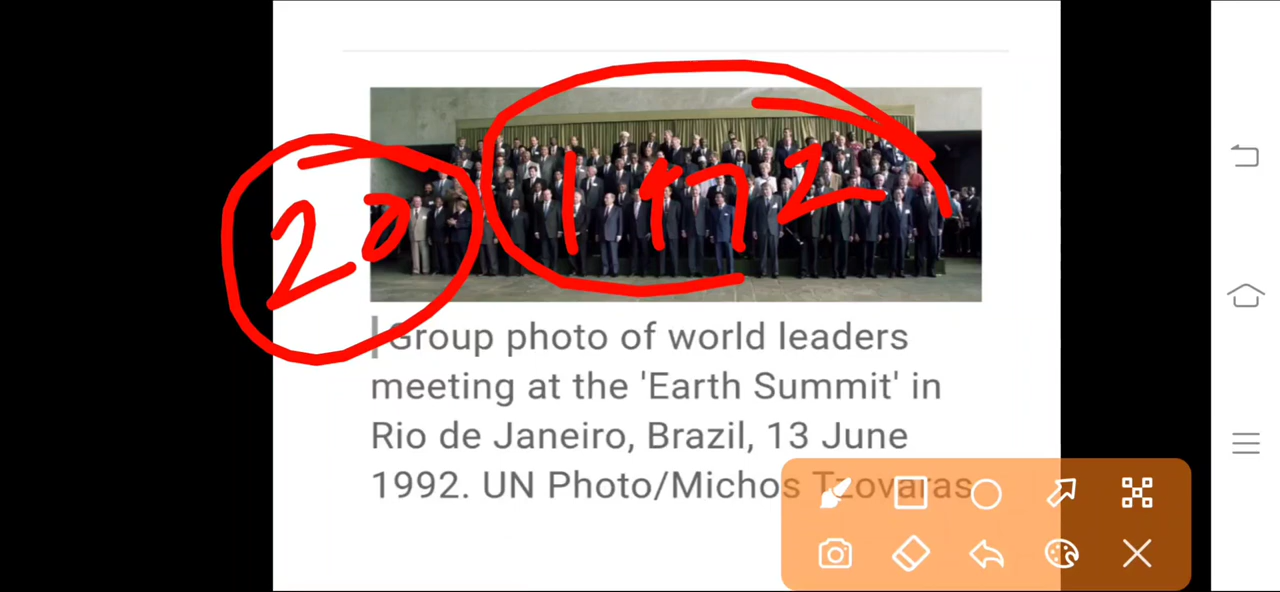 20
1972
Group photo of world leaders
meeting at the 'Earth Summit' in
Rio de Janeiro, Brazil, 13 June
1992. UN Photo/Michos Tzovaras